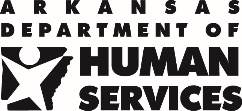 ARKANSAS
DEPARTMENT OF
HUMAN
SERVICES